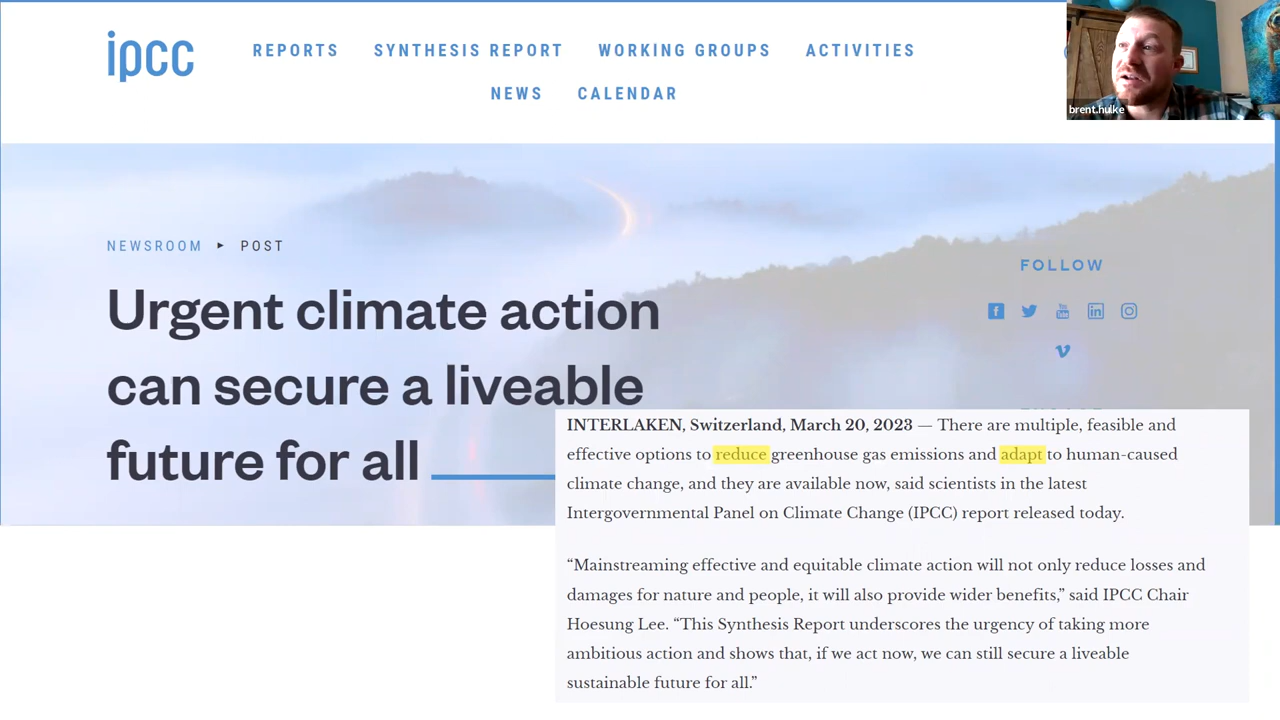 ipcc
REPORTS SYNTHESIS REPORT WORKING GROUPS ACTIVITIES
NEWS CALENDAR
brent.hulke
NEWSROOM ▸ POST
FOLLOW
Urgent climate action
can secure a liveable
future for all
INTERLAKEN, Switzerland, March 20, 2023 — There are multiple, feasible and
effective options to reduce greenhouse gas emissions and adapt to human-caused
climate change, and they are available now, said scientists in the latest
Intergovernmental Panel on Climate Change (IPCC) report released today.
“Mainstreaming effective and equitable climate action will not only reduce losses and
damages for nature and people, it will also provide wider benefits,” said IPCC Chair
Hoesung Lee. “This Synthesis Report underscores the urgency of taking more
ambitious action and shows that, if we act now, we can still secure a liveable
sustainable future for all.”